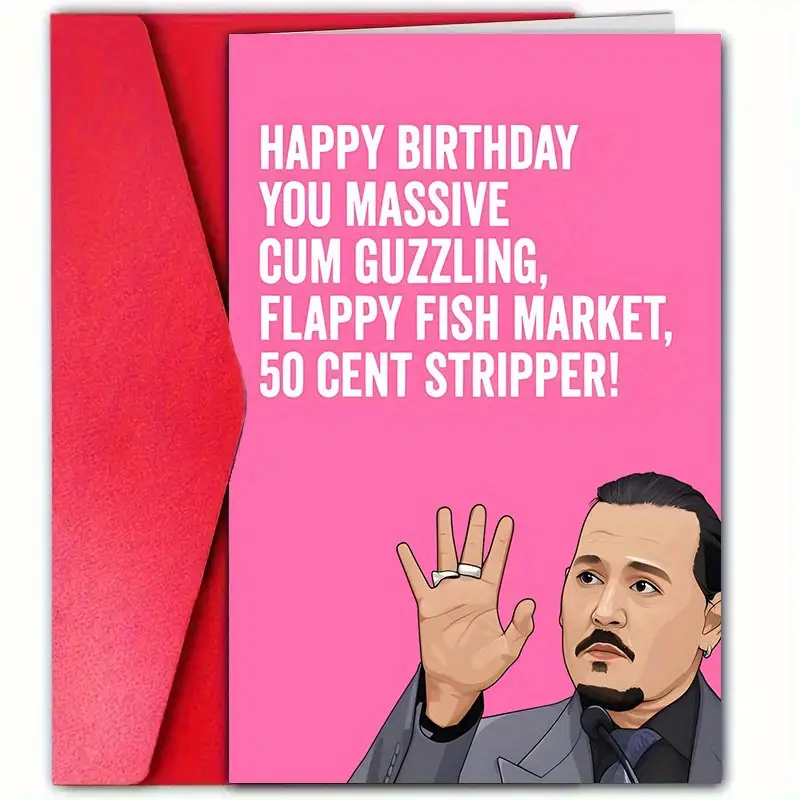 HAPPY BIRTHDAY
YOU MASSIVE
CUM GUZZLING,
FLAPPY FISH MARKET,
50 CENT STRIPPER!